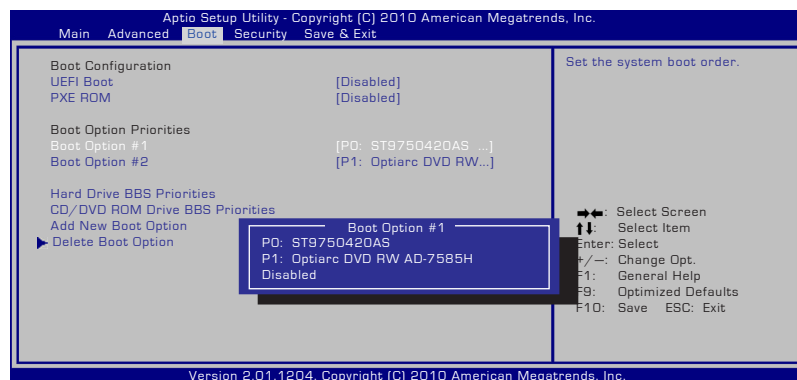 Aptio Setup Utility - Copyright (C) 2010 American Megatrends, Inc.
Main Advanced Boot Security Save & Exit
Boot Configuration
UEFI Boot [Disabled]
PXE ROM [Disabled]
Boot Option Priorities
Boot Option #1 [P0: ST9750420AS ...]
Boot Option #2 [P1: Optiarc DVD RW...]
Hard Drive BBS Priorities
CD/DVD ROM Drive BBS Priorities
Add New Boot Option
Delete Boot Option
Boot Option #1
P0: ST9750420AS
P1: Optiarc DVD RW AD-7585H
Disabled
Set the system boot order.
→←: Select Screen
↑↓: Select Item
Enter: Select
+/—: Change Opt.
F1: General Help
F9: Optimized Defaults
F10: Save ESC: Exit
Version 2.01.1204. Copyright (C) 2010 American Megatrends, Inc.